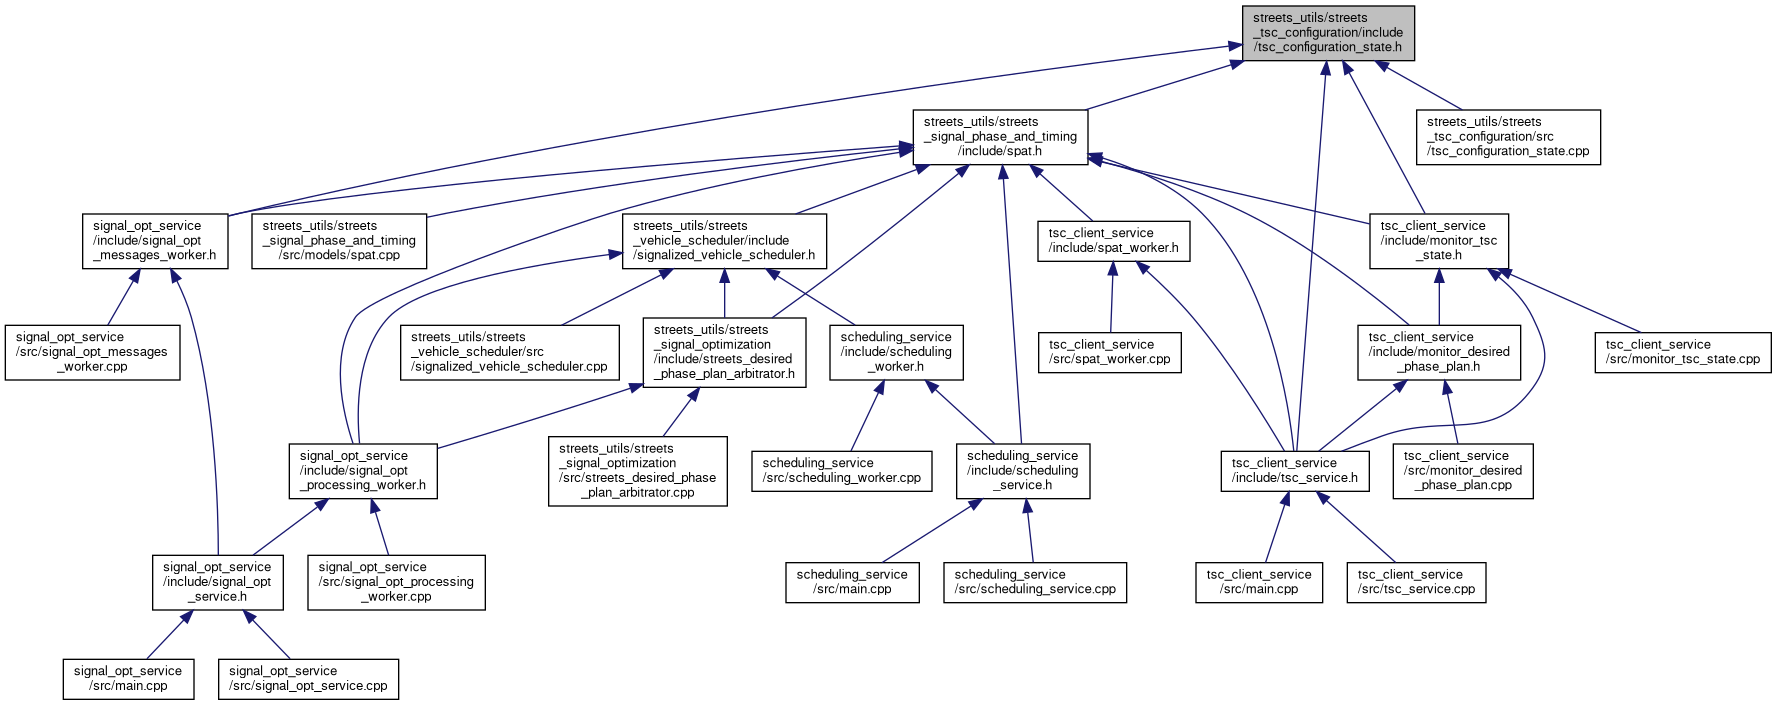 streets_utils/streets
_tsc_configuration/include
/tsc_configuration_state.h
streets_utils/streets
_signal_phase_and_timing
/include/spat.h
streets_utils/streets
_tsc_configuration/src
/tsc_configuration_state.cpp
signal_opt_service
/include/signal_opt
_messages_worker.h
streets_utils/streets
_signal_phase_and_timing
/src/models/spat.cpp
streets_utils/streets
_vehicle_scheduler/include
/signalized_vehicle_scheduler.h
tsc_client_service
/include/spat_worker.h
tsc_client_service
/include/monitor_tsc
_state.h
signal_opt_service
/src/signal_opt_messages
_worker.cpp
streets_utils/streets
_vehicle_scheduler/src
/signalized_vehicle_scheduler.cpp
streets_utils/streets
_signal_optimization
/include/streets_desired
_phase_plan_arbitrator.h
scheduling_service
/include/scheduling
_worker.h
tsc_client_service
/src/spat_worker.cpp
tsc_client_service
/include/monitor_desired
_phase_plan.h
tsc_client_service
/src/monitor_tsc_state.cpp
signal_opt_service
/include/signal_opt
_processing_worker.h
streets_utils/streets
_signal_optimization
/src/streets_desired_phase
_plan_arbitrator.cpp
scheduling_service
/src/scheduling_worker.cpp
scheduling_service
/include/scheduling
_service.h
tsc_client_service
/include/tsc_service.h
tsc_client_service
/src/monitor_desired
_phase_plan.cpp
signal_opt_service
/include/signal_opt
_service.h
signal_opt_service
/src/signal_opt_processing
_worker.cpp
scheduling_service
/src/main.cpp
scheduling_service
/src/scheduling_service.cpp
tsc_client_service
/src/main.cpp
tsc_client_service
/src/tsc_service.cpp
signal_opt_service
/src/main.cpp
signal_opt_service
/src/signal_opt_service.cpp